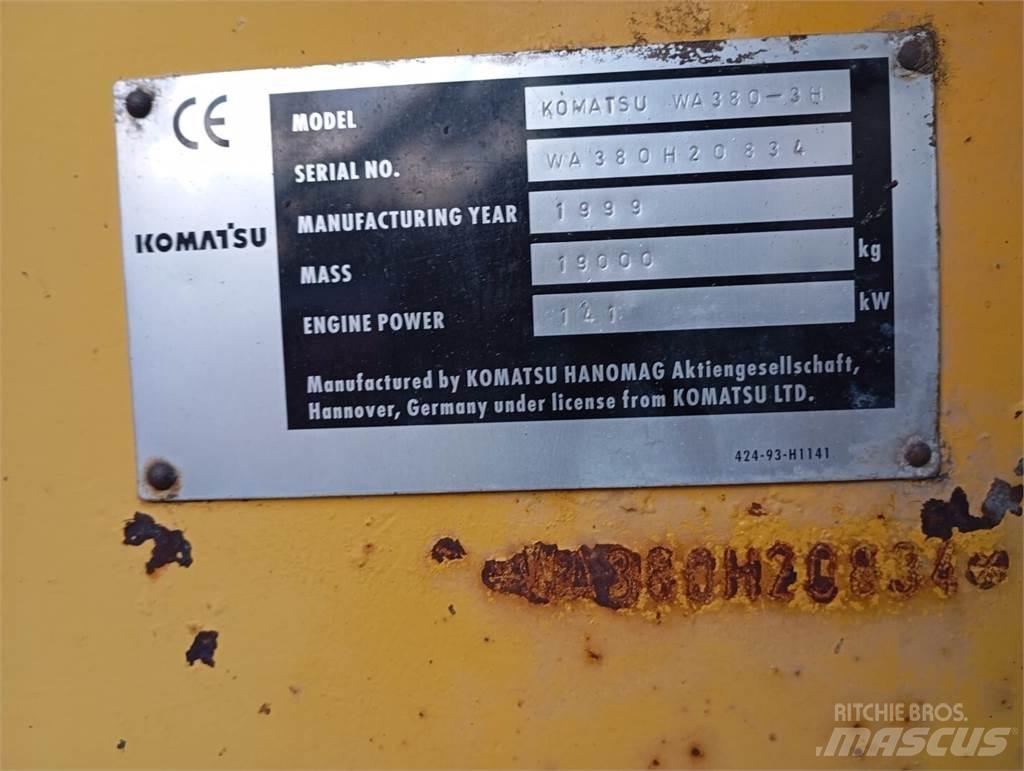 CE
KOMATSU
MODEL KOMATSU WA380-3H
SERIAL NO. WA380H20834
MANUFACTURING YEAR 1999
MASS 19000 kg
ENGINE POWER 141 kW
Manufactured by KOMATSU HANOMAG Aktiengesellschaft,
Hannover, Germany under license from KOMATSU LTD.
424-93-H1141
WA380H20834
RITCHIE BROS.
MASCUS